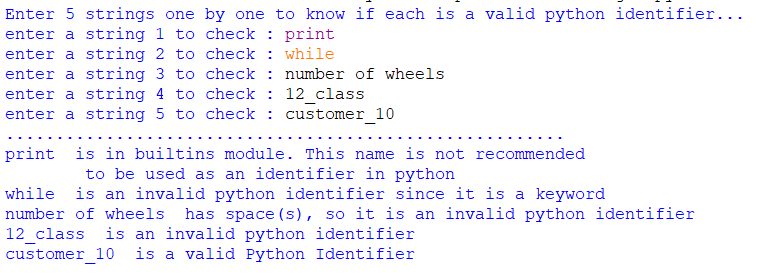 Enter 5 strings one by one to know if each is a valid python identifier...
enter a string 1 to check : print
enter a string 2 to check : while
enter a string 3 to check : number of wheels
enter a string 4 to check : 12_class
enter a string 5 to check : customer_10
........................................................
print  is in builtins module. This name is not recommended
        to be used as an identifier in python
while  is an invalid python identifier since it is a keyword
number of wheels  has space(s), so it is an invalid python identifier
12_class  is an invalid python identifier
customer_10  is a valid Python Identifier